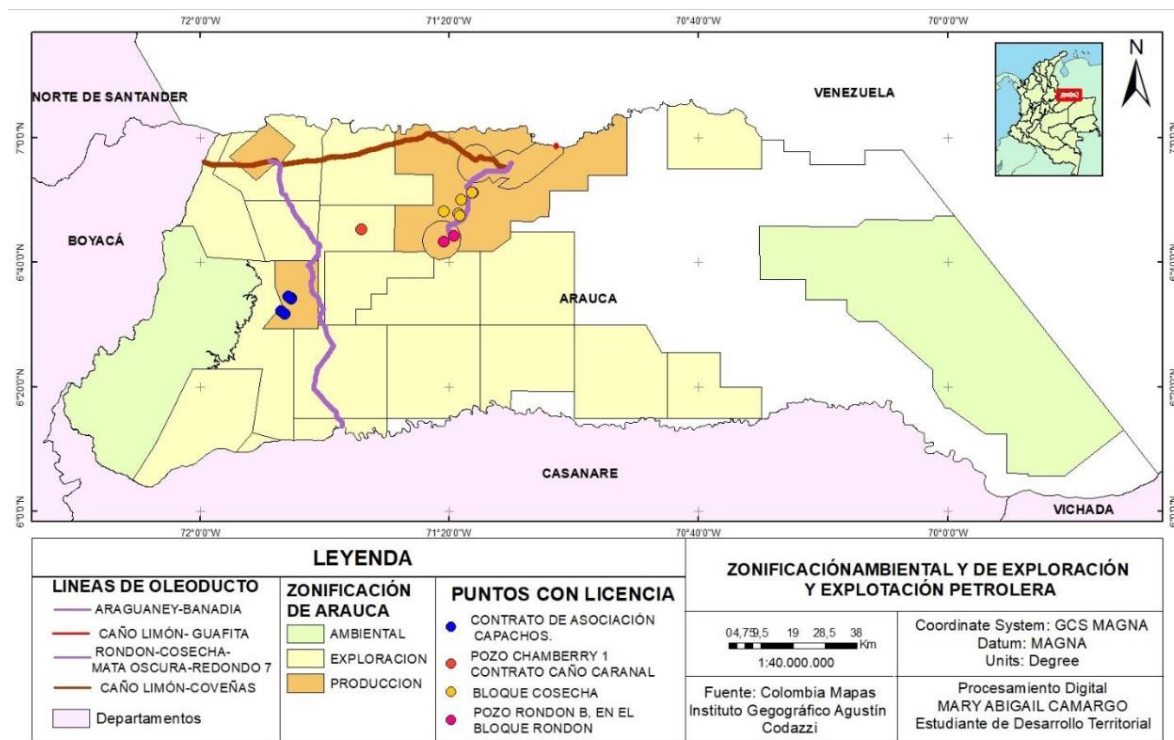 72°0'0"W 71°20'0"W 70°40'0"W 70°0'0"W
N
NORTE DE SANTANDER
VENEZUELA
7°0'0"N
BOYACÁ
6°40'0"N
ARAUCA
6°20'0"N
CASANARE
6°0'0"N
VICHADA
72°0'0"W 71°20'0"W 70°40'0"W 70°0'0"W
LEYENDA
LINEAS DE OLEODUCTO
ARAGUANEY-BANADIA
CAÑO LIMÓN- GUAFITA
RONDON-COSECHA-
MATA OSCURA-REDONDO 7
CAÑO LIMÓN-COVEÑAS
Departamentos
ZONIFICACIÓN
DE ARAUCA
AMBIENTAL
EXPLORACION
PRODUCCION
PUNTOS CON LICENCIA
CONTRATO DE ASOCIACIÓN
CAPACHOS.
POZO CHAMBERRY 1
CONTRATO CAÑO CARANAL
BLOQUE COSECHA
POZO RONDON B, EN EL
BLOQUE RONDON
ZONIFICACIÓNAMBIENTAL Y DE EXPLORACIÓN
Y EXPLOTACIÓN PETROLERA
0 4,75 9,5 19 28,5 38
Km
1:40.000.000
Coordinate System: GCS MAGNA
Datum: MAGNA
Units: Degree
Fuente: Colombia Mapas
Instituto Gegográfico Agustín
Codazzi
Procesamiento Digital
MARY ABIGAIL CAMARGO
Estudiante de Desarrollo Territorial